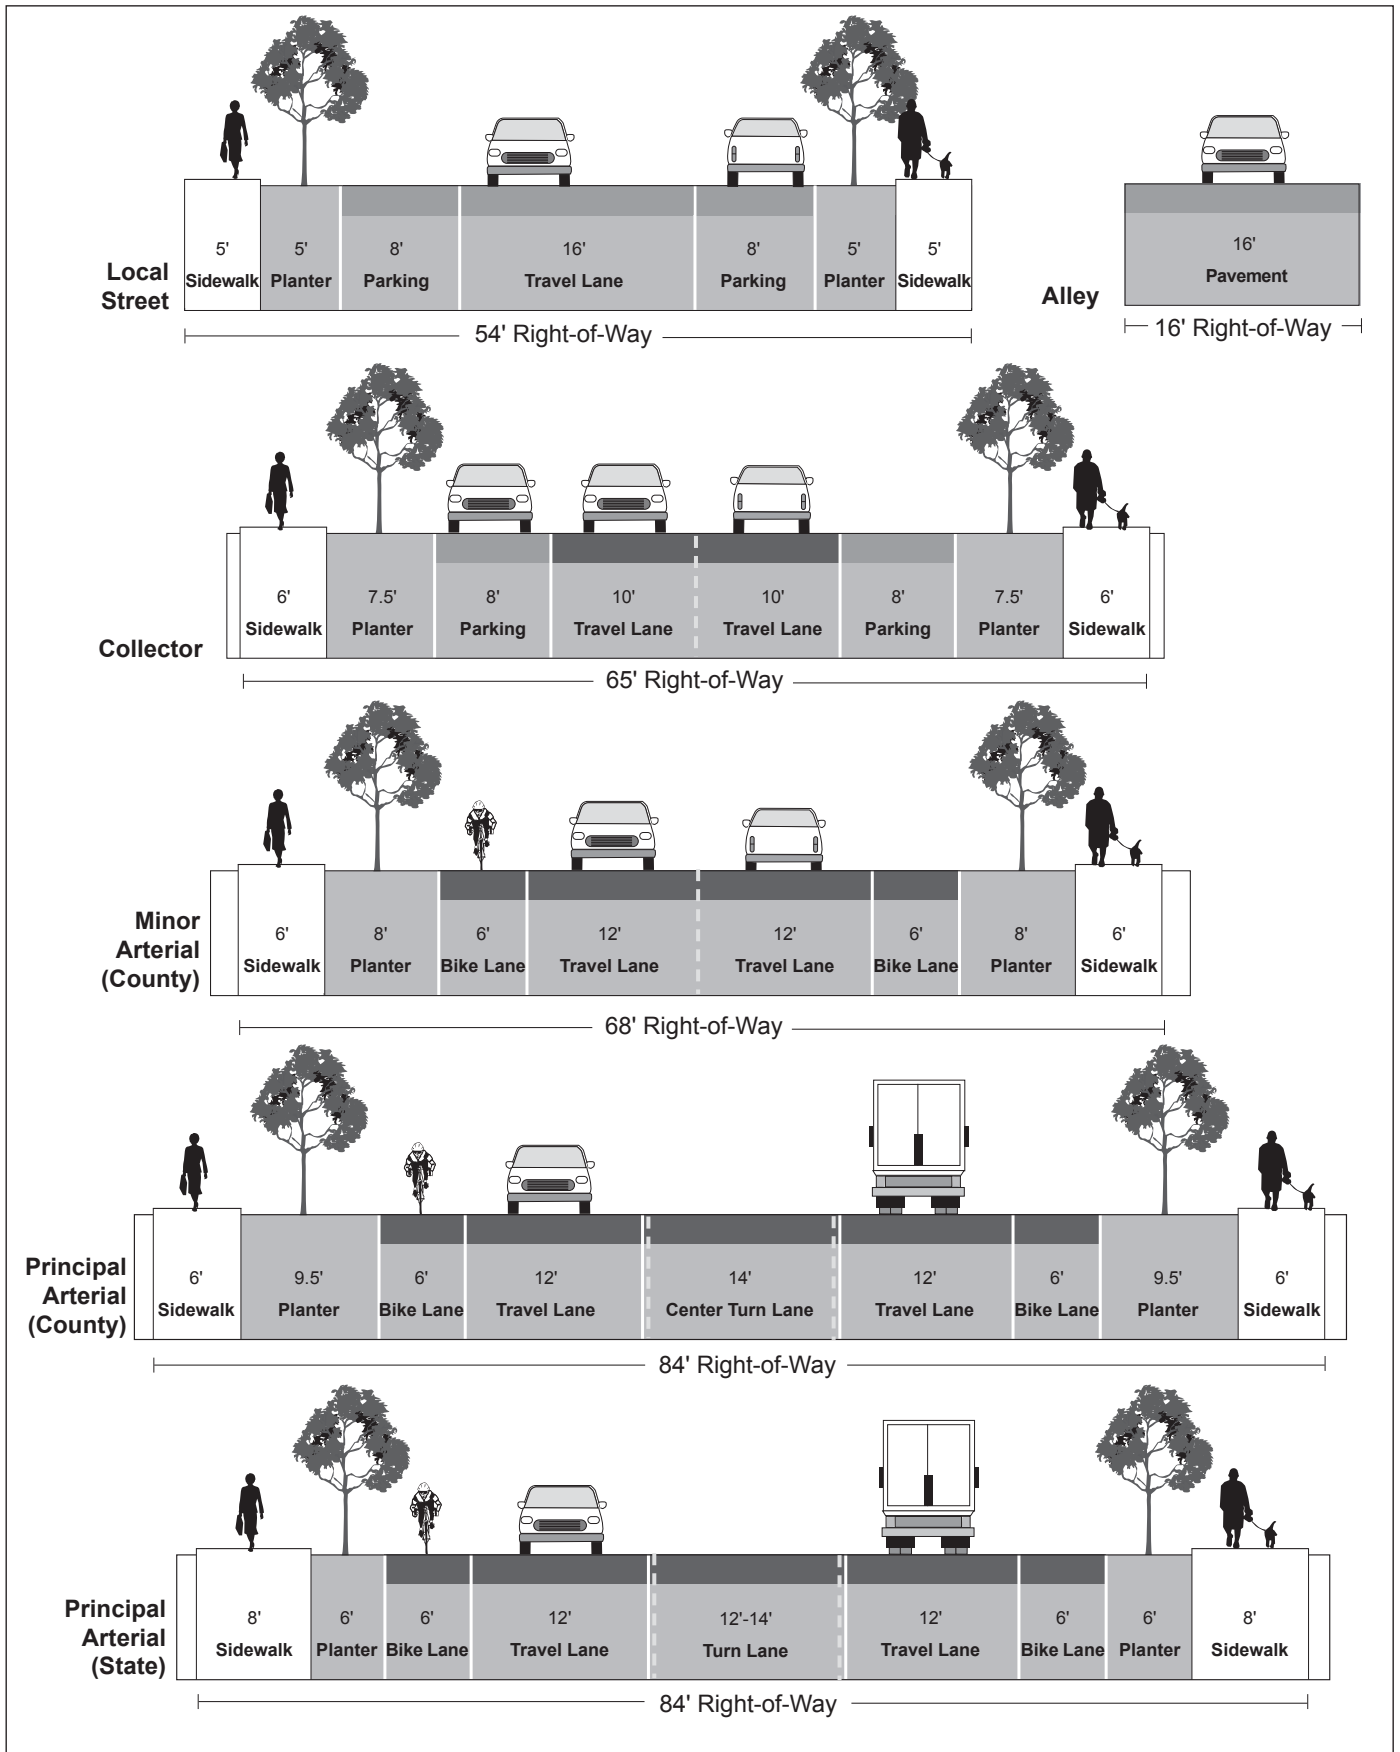 5' 5' 8' 16' 8' 5' 5'
Sidewalk Planter Parking Travel Lane Parking Planter Sidewalk
Local
Street
54' Right-of-Way
16'
Pavement
Alley
16' Right-of-Way
6' 7.5' 8' 10' 10' 8' 7.5' 6'
Sidewalk Planter Parking Travel Lane Travel Lane Parking Planter Sidewalk
Collector
65' Right-of-Way
6' 8' 6' 12' 12' 6' 8' 6'
Sidewalk Planter Bike Lane Travel Lane Travel Lane Bike Lane Planter Sidewalk
Minor
Arterial
(County)
68' Right-of-Way
6' 9.5' 6' 12' 14' 12' 6' 9.5' 6'
Sidewalk Planter Bike Lane Travel Lane Center Turn Lane Travel Lane Bike Lane Planter Sidewalk
Principal
Arterial
(County)
84' Right-of-Way
8' 6' 6' 12' 12'-14' 12' 6' 6' 8'
Sidewalk Planter Bike Lane Travel Lane Turn Lane Travel Lane Bike Lane Planter Sidewalk
Principal
Arterial
(State)
84' Right-of-Way